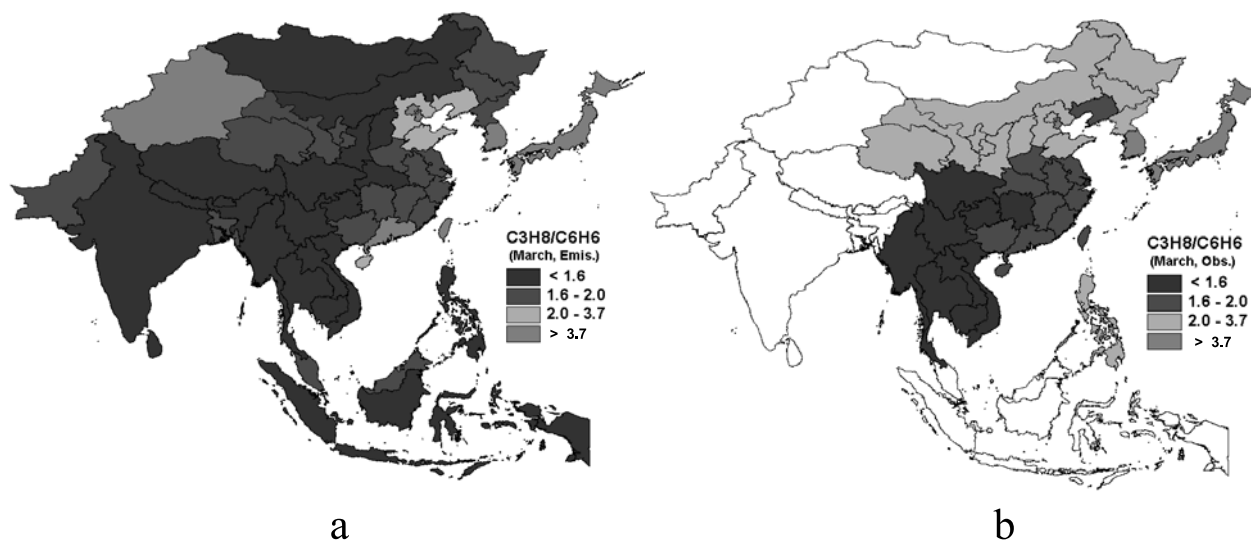 C3H8/C6H6
(March, Emis.)
< 1.6
1.6 - 2.0
2.0 - 3.7
> 3.7
a
C3H8/C6H6
(March, Obs.)
< 1.6
1.6 - 2.0
2.0 - 3.7
> 3.7
b